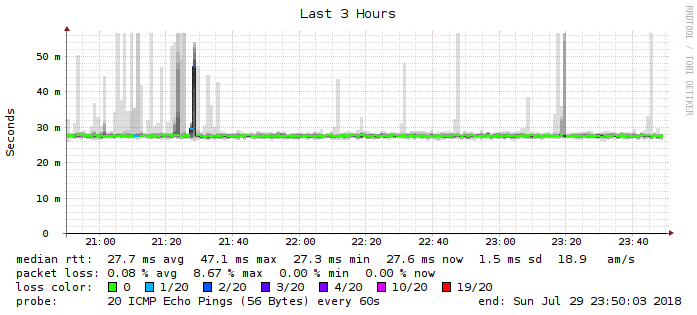 Last 3 Hours
RRDTOOL / TOBI OETIKER
Seconds
50 m
40 m
30 m
20 m
10 m
0
21:00 21:20 21:40 22:00 22:20 22:40 23:00 23:20 23:40
median rtt: 27.7 ms avg 47.1 ms max 27.3 ms min 27.6 ms now 1.5 ms sd 18.9 am/s
packet loss: 0.08 % avg 8.67 % max 0.00 % min 0.00 % now
loss color: 0 1/20 2/20 3/20 4/20 10/20 19/20
probe: 20 ICMP Echo Pings (56 Bytes) every 60s end: Sun Jul 29 23:50:03 2018